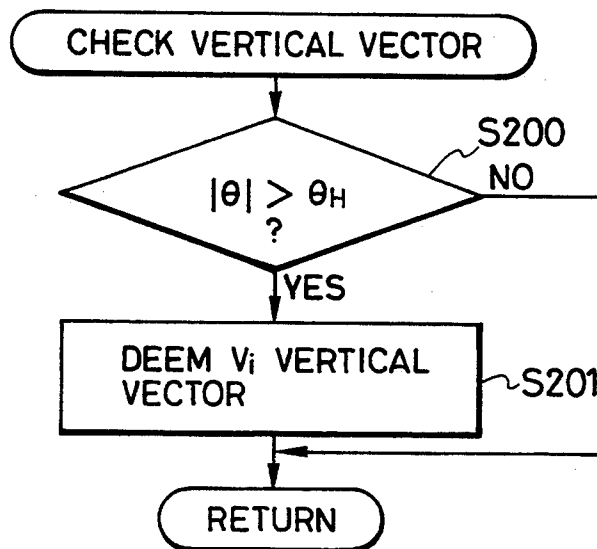 CHECK VERTICAL VECTOR
S200
|θ| > θH
?
NO
YES
DEEM Vi VERTICAL
VECTOR
S201
RETURN